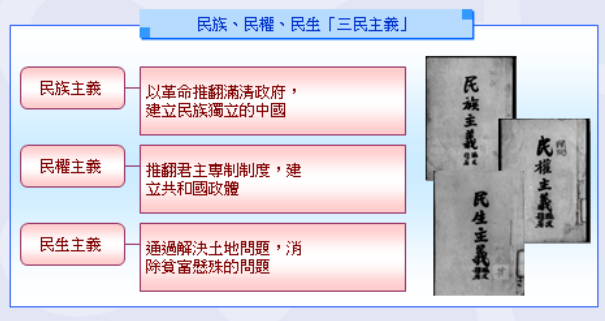 民族、民權、民生「三民主義」
民族主義
以革命推翻滿清政府，
建立民族獨立的中國
民權主義
推翻君主專制制度，建
立共和國政體
民生主義
通過解決土地問題，消
除貧富懸殊的問題
民族主義
民權主義
民生主義